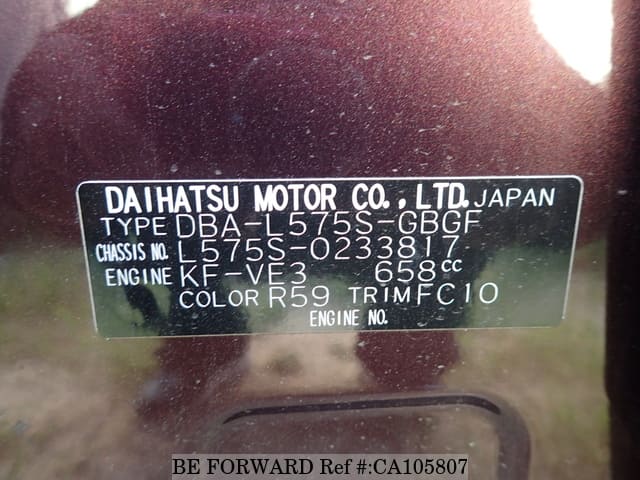 DAIHATSU MOTOR CO.,LTD. JAPAN
TYPE DBA-L575S-GBGF
CHASSIS NO. L575S-0233817
ENGINE KF-VE3 658cc
COLOR R59 TRIM FC10
ENGINE NO.
BE FORWARD Ref #:CA105807